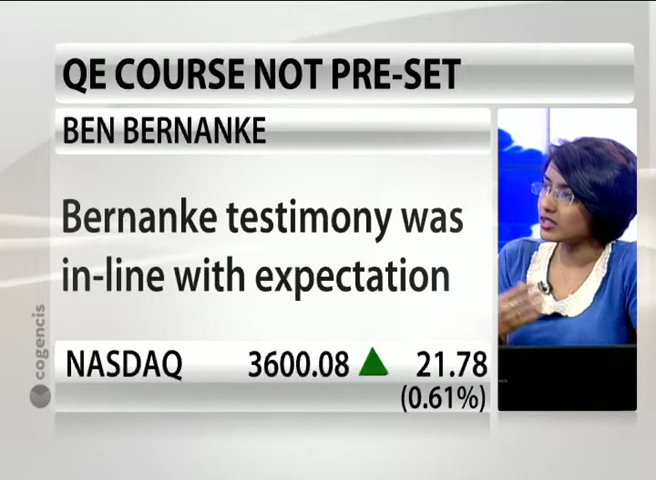 QE COURSE NOT PRE-SET
BEN BERNANKE
Bernanke testimony was
in-line with expectation
NASDAQ 3600.08 ▲ 21.78
(0.61%)
cogencis